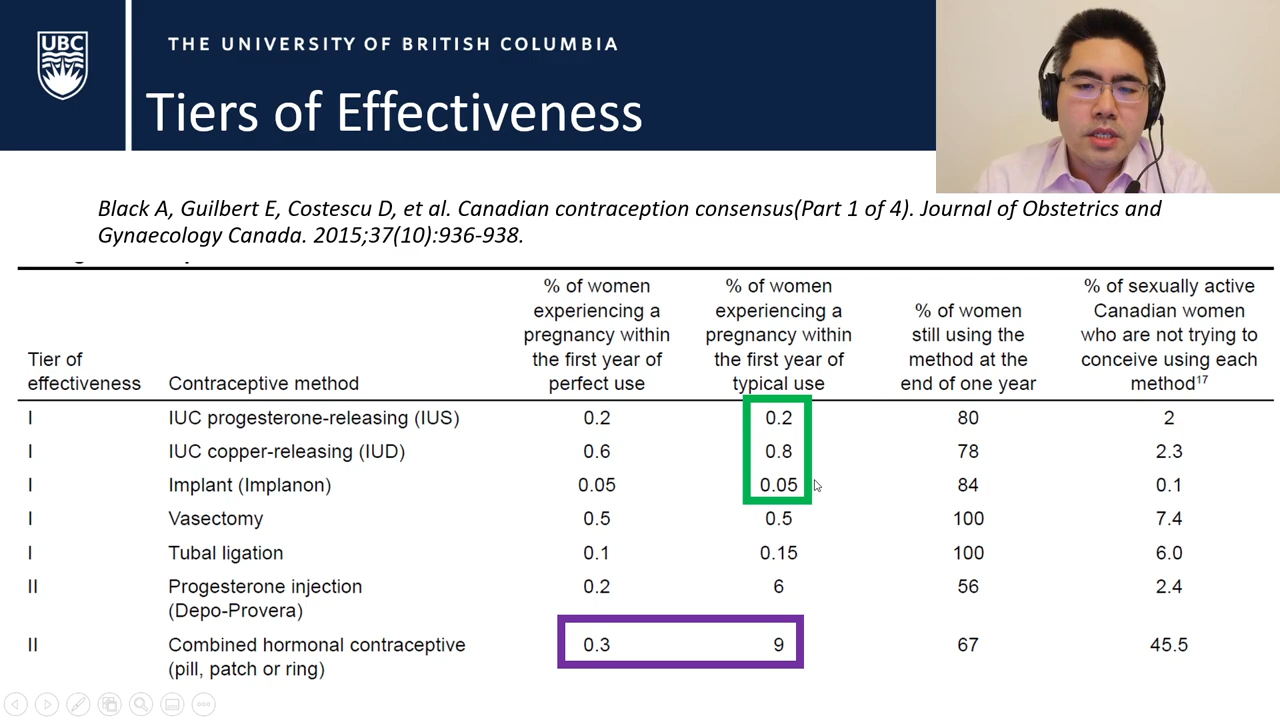 UBC
THE UNIVERSITY OF BRITISH COLUMBIA
Tiers of Effectiveness
Black A, Guilbert E, Costescu D, et al. Canadian contraception consensus(Part 1 of 4). Journal of Obstetrics and
Gynaecology Canada. 2015;37(10):936-938.
Tier of
effectiveness
Contraceptive method
% of women
experiencing a
pregnancy within
the first year of
perfect use
% of women
experiencing a
pregnancy within
the first year of
typical use
% of women
still using the
method at the
end of one year
% of sexually active
Canadian women
who are not trying to
conceive using each
method17
I IUC progesterone-releasing (IUS) 0.2 0.2 80 2
I IUC copper-releasing (IUD) 0.6 0.8 78 2.3
I Implant (Implanon) 0.05 0.05 84 0.1
I Vasectomy 0.5 0.5 100 7.4
I Tubal ligation 0.1 0.15 100 6.0
II Progesterone injection 0.2 6 56 2.4
(Depo-Provera)
II Combined hormonal contraceptive 0.3 9 67 45.5
(pill, patch or ring)